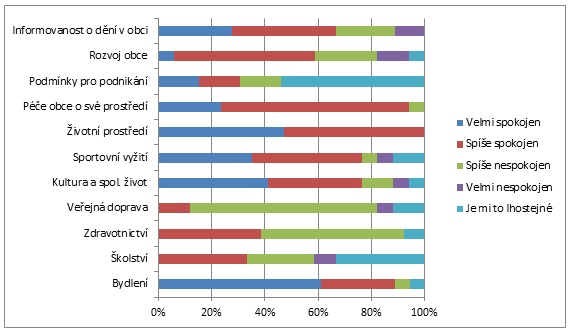 Informovanost o dění v obci
Rozvoj obce
Podmínky pro podnikání
Péče obce o své prostředí
Životní prostředí
Sportovní vyžití
Kultura a spol. život
Veřejná doprava
Zdravotnictví
Školství
Bydlení
0% 20% 40% 60% 80% 100%
Velmi spokojen
Spíše spokojen
Spíše nespokojen
Velmi nespokojen
Je mi to lhostejné